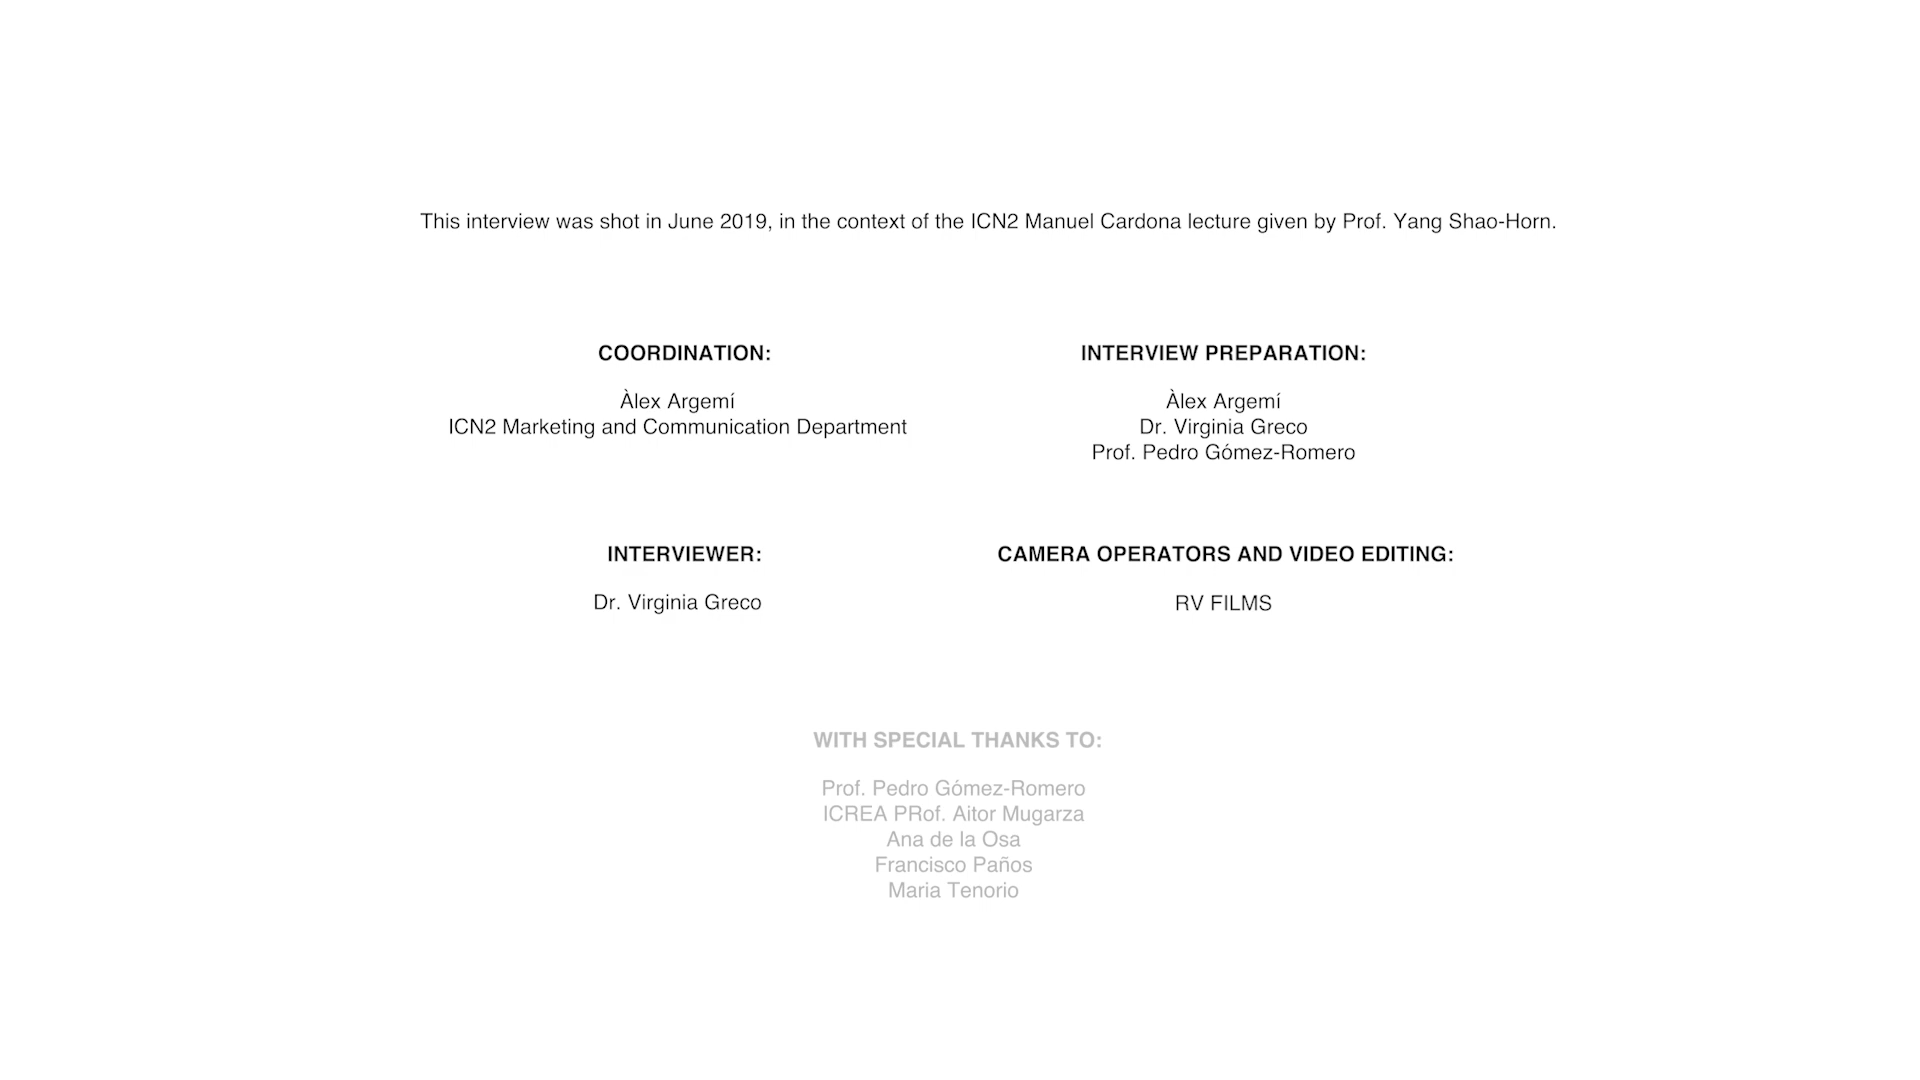 This interview was shot in June 2019, in the context of the ICN2 Manuel Cardona lecture given by Prof. Yang Shao-Horn.
COORDINATION:
Àlex Argemí
ICN2 Marketing and Communication Department
INTERVIEW PREPARATION:
Àlex Argemí
Dr. Virginia Greco
Prof. Pedro Gómez-Romero
INTERVIEWER:
Dr. Virginia Greco
CAMERA OPERATORS AND VIDEO EDITING:
RV FILMS
WITH SPECIAL THANKS TO:
Prof. Pedro Gómez-Romero
ICREA PRof. Aitor Mugarza
Ana de la Osa
Francisco Paños
Maria Tenorio